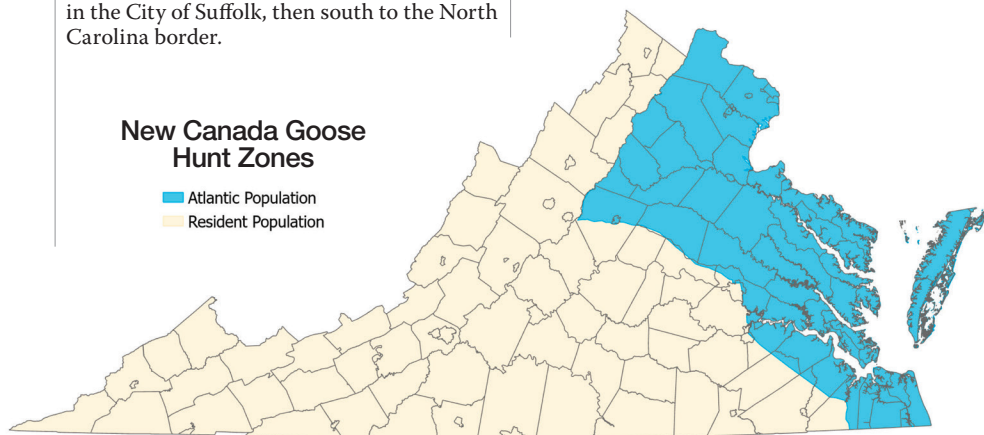 in the City of Suffolk, then south to the North
Carolina border.
New Canada Goose
Hunt Zones
Atlantic Population
Resident Population